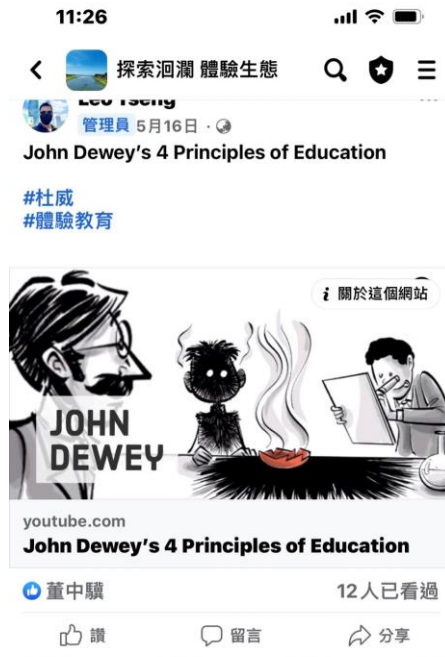 11:26
探索洄瀾 體驗生態
Leo Tseng
管理員 5月16日
John Dewey's 4 Principles of Education
#杜威
#體驗教育
i 關於這個網站
JOHN
DEWEY
youtube.com
John Dewey's 4 Principles of Education
董中驥 12人已看過
讚 留言 分享